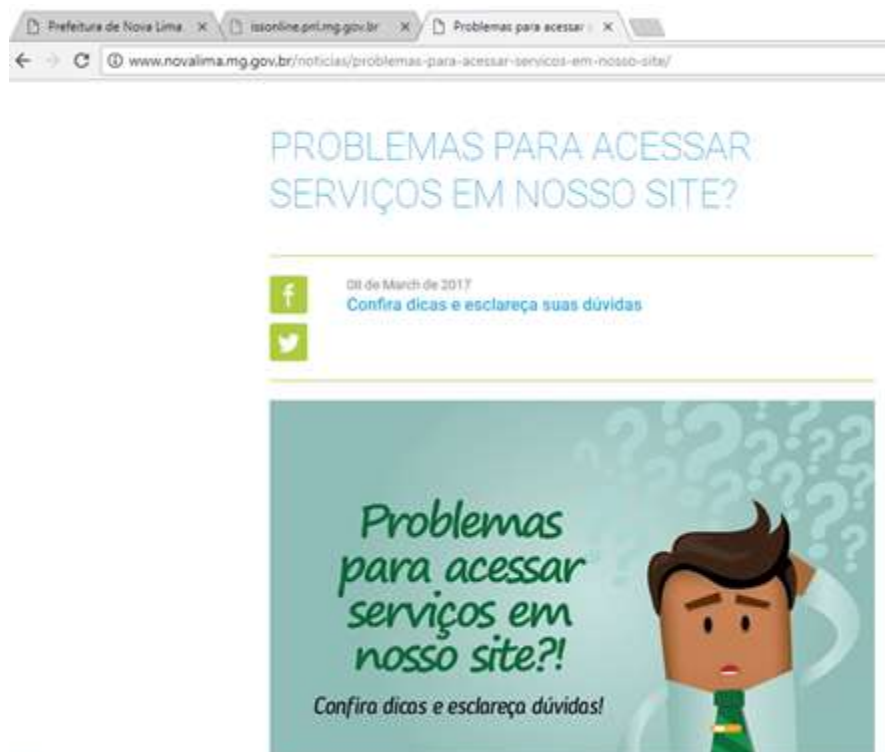 Prefeitura de Nova Lima
issonline.pnl.mg.gov.br
Problemas para acessar
www.novalima.mg.gov.br/noticias/problemas-para-acessar-servicos-em-nosso-site/
PROBLEMAS PARA ACESSAR
SERVIÇOS EM NOSSO SITE?
08 de March de 2017
Confira dicas e esclareça suas dúvidas
Problemas
para acessar
serviços em
nosso site?!
Confira dicas e esclareça dúvidas!